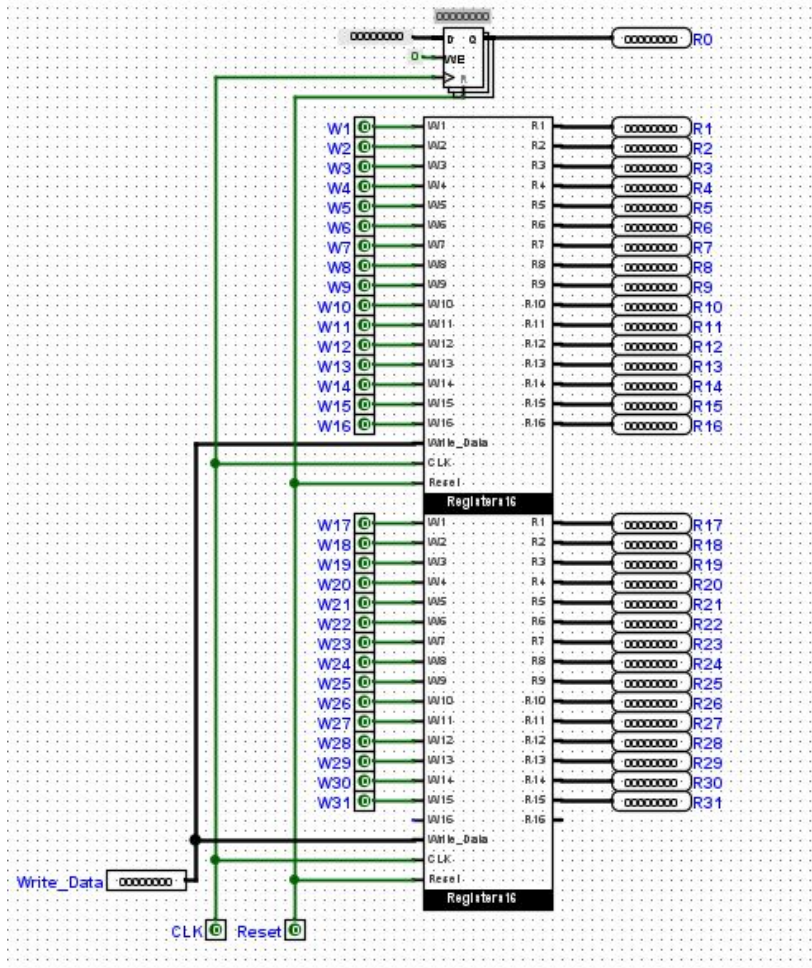 00000000
00000000 D Q 00000000 R0
0 WE
R
W1 0 W1 R1 00000000 R1
W2 0 W2 R2 00000000 R2
W3 0 W3 R3 00000000 R3
W4 0 W4 R4 00000000 R4
W5 0 W5 R5 00000000 R5
W6 0 W6 R6 00000000 R6
W7 0 W7 R7 00000000 R7
W8 0 W8 R8 00000000 R8
W9 0 W9 R9 00000000 R9
W10 0 W10 R10 00000000 R10
W11 0 W11 R11 00000000 R11
W12 0 W12 R12 00000000 R12
W13 0 W13 R13 00000000 R13
W14 0 W14 R14 00000000 R14
W15 0 W15 R15 00000000 R15
W16 0 W16 R16 00000000 R16
Write_Data
CLK
Reset
Registers16
W17 0 W1 R1 00000000 R17
W18 0 W2 R2 00000000 R18
W19 0 W3 R3 00000000 R19
W20 0 W4 R4 00000000 R20
W21 0 W5 R5 00000000 R21
W22 0 W6 R6 00000000 R22
W23 0 W7 R7 00000000 R23
W24 0 W8 R8 00000000 R24
W25 0 W9 R9 00000000 R25
W26 0 W10 R10 00000000 R26
W27 0 W11 R11 00000000 R27
W28 0 W12 R12 00000000 R28
W29 0 W13 R13 00000000 R29
W30 0 W14 R14 00000000 R30
W31 0 W15 R15 00000000 R31
W16 R16
Write_Data
CLK
Write_Data 00000000 Reset
Registers16
CLK 0 Reset 0